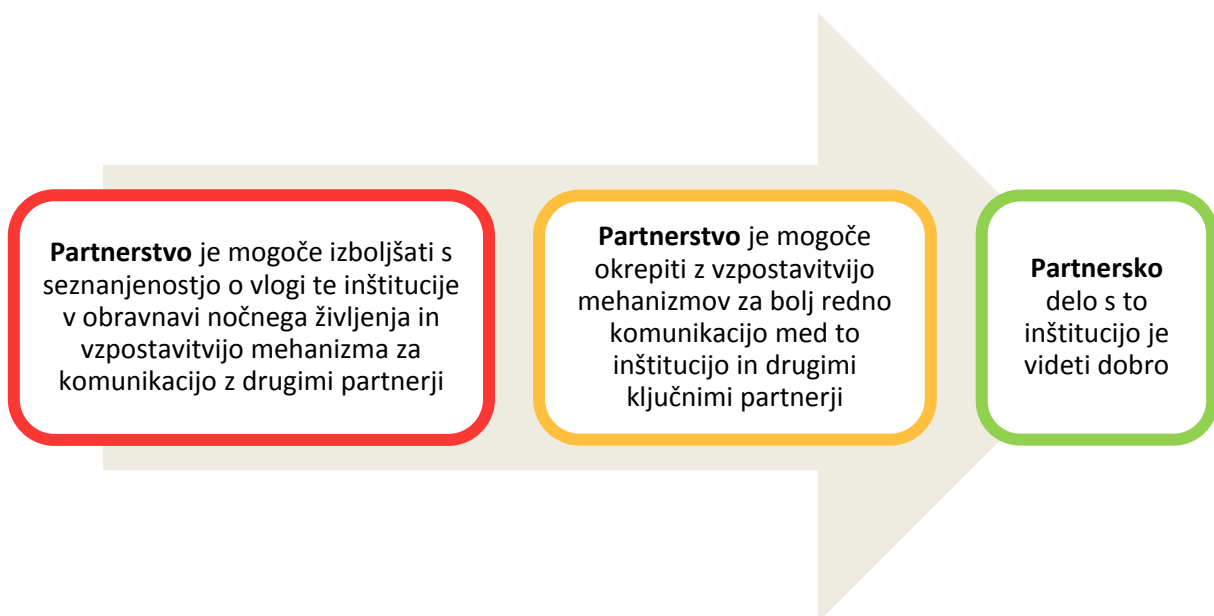 Partnerstvo je mogoče izboljšati s
seznanjenostjo o vlogi te inštitucije
v obravnavi nočnega življenja in
vzpostavitvijo mehanizma za
komunikacijo z drugimi partnerji
Partnerstvo je mogoče
okrepiti z vzpostavitvijo
mehanizmov za bolj redno
komunikacijo med to
inštitucijo in drugimi
ključnimi partnerji
Partnersko
delo s to
inštitucijo je
videti dobro